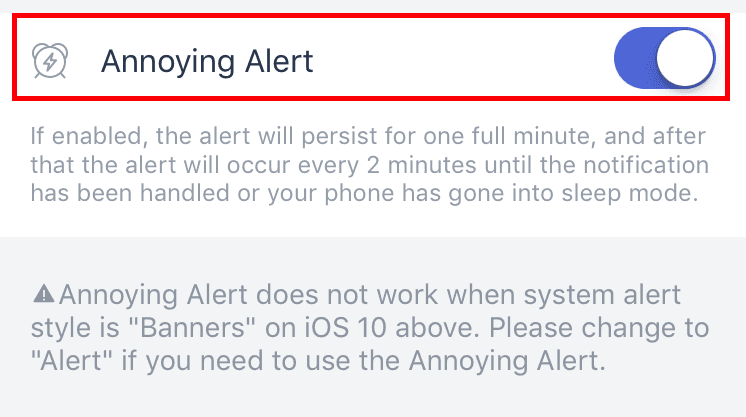 Annoying Alert
If enabled, the alert will persist for one full minute, and after
that the alert will occur every 2 minutes until the notification
has been handled or your phone has gone into sleep mode.
Annoying Alert does not work when system alert
style is "Banners" on iOS 10 above. Please change to
"Alert" if you need to use the Annoying Alert.